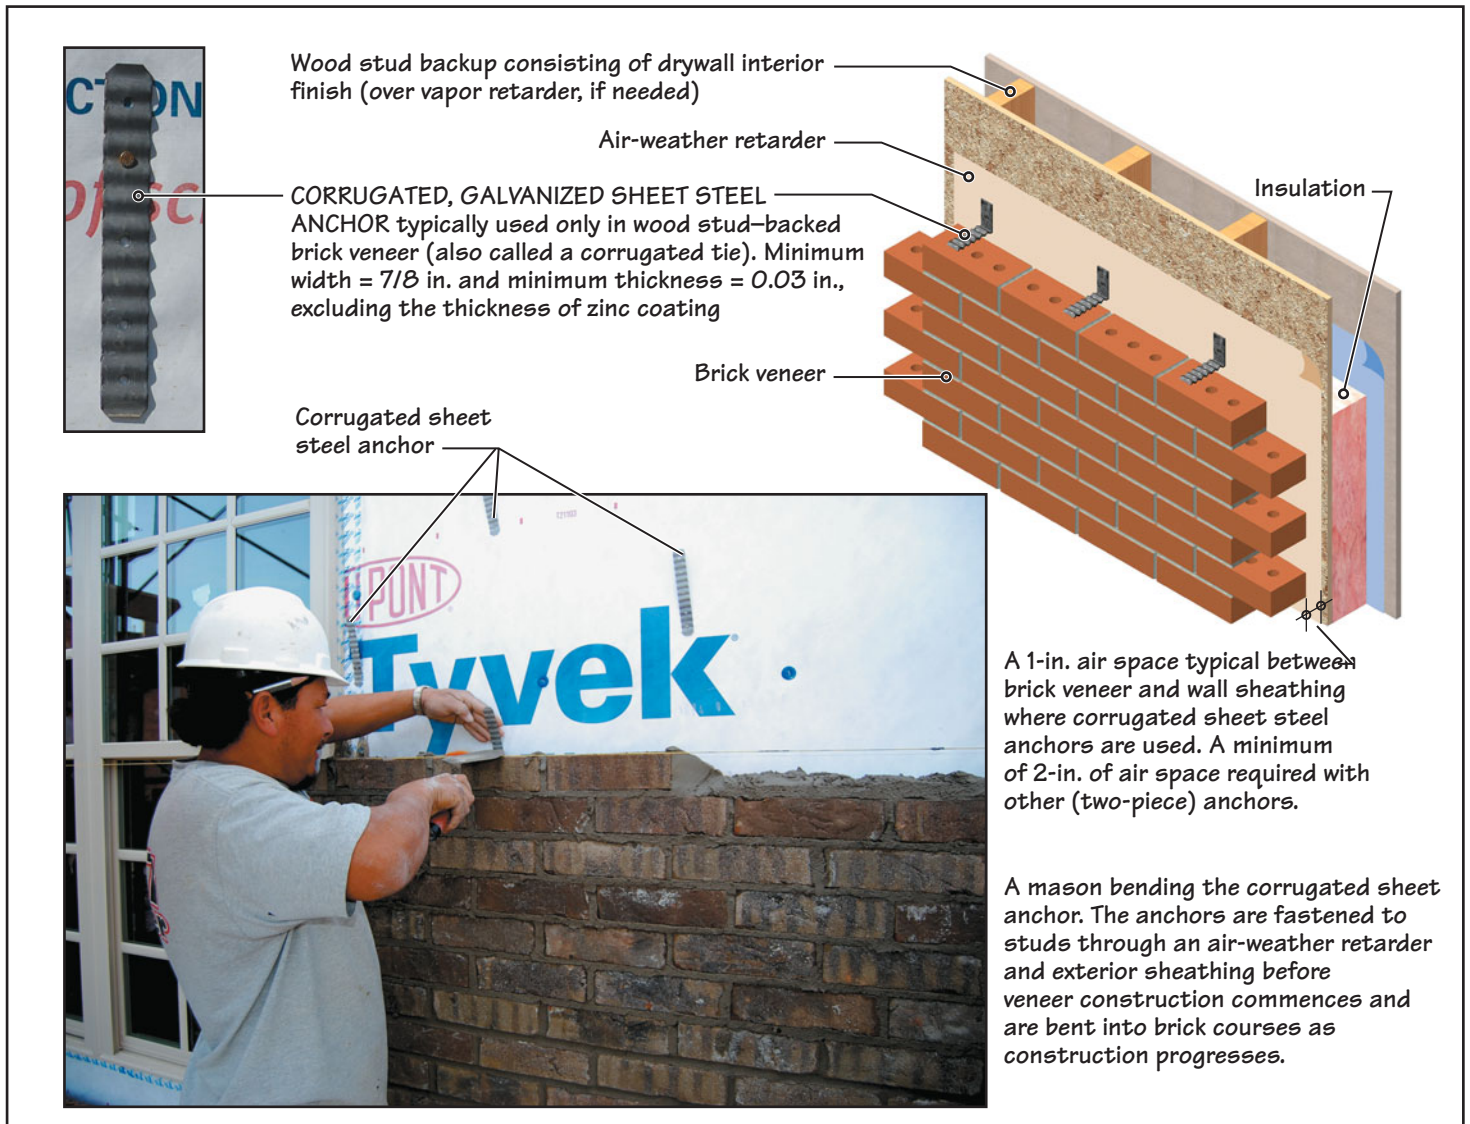 CTION
of sci
Wood stud backup consisting of drywall interior
finish (over vapor retarder, if needed)
Air-weather retarder
CORRUGATED, GALVANIZED SHEET STEEL
ANCHOR typically used only in wood stud–backed
brick veneer (also called a corrugated tie). Minimum
width = 7/8 in. and minimum thickness = 0.03 in.,
excluding the thickness of zinc coating
Insulation
Brick veneer
Corrugated sheet
steel anchor
UPONT
Tyvek
A 1-in. air space typical between
brick veneer and wall sheathing
where corrugated sheet steel
anchors are used. A minimum
of 2-in. of air space required with
other (two-piece) anchors.
A mason bending the corrugated sheet
anchor. The anchors are fastened to
studs through an air-weather retarder
and exterior sheathing before
veneer construction commences and
are bent into brick courses as
construction progresses.